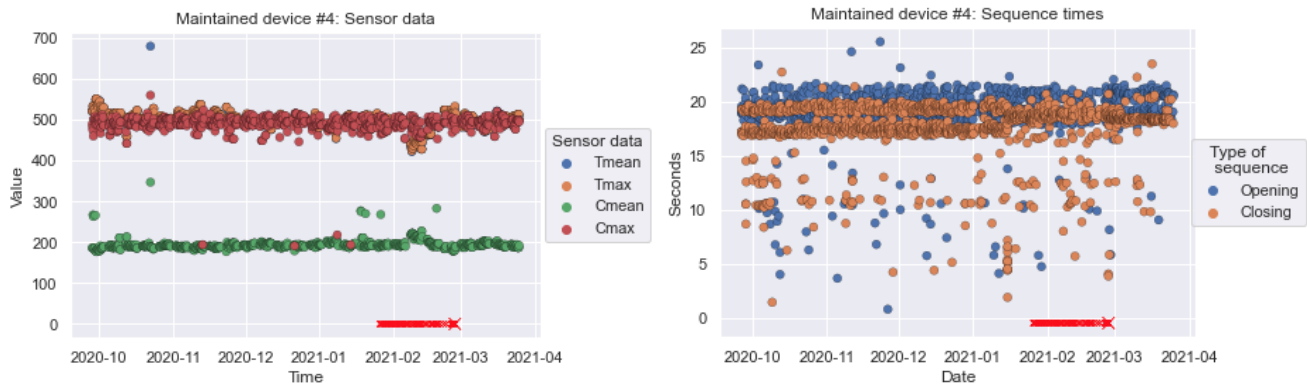 Maintained device #4: Sensor data
700
600
500
400
300
200
100
0
Value
2020-10 2020-11 2020-12 2021-01 2021-02 2021-03 2021-04
Time
Sensor data
Tmean
Tmax
Cmean
Cmax
Maintained device #4: Sequence times
25
20
15
10
5
0
Seconds
2020-10 2020-11 2020-12 2021-01 2021-02 2021-03 2021-04
Date
Type of
sequence
Opening
Closing